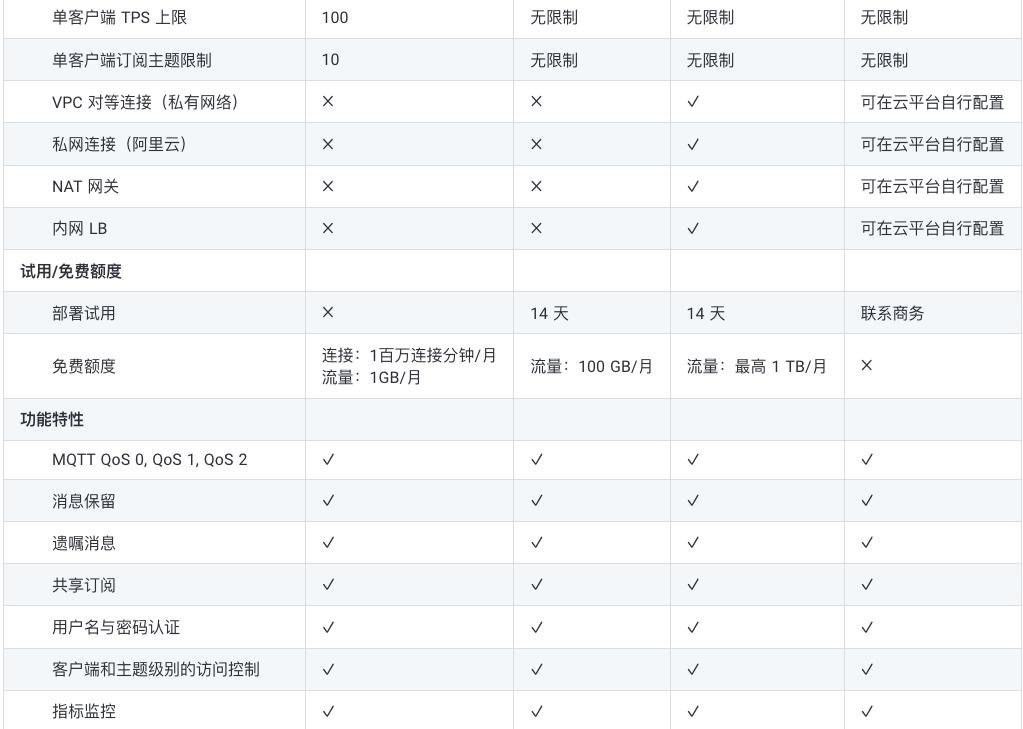 单客户端 TPS 上限 100 无限制 无限制 无限制
单客户端订阅主题限制 10 无限制 无限制 无限制
VPC 对等连接（私有网络） ✕ ✕ ✓ 可在云平台自行配置
私网连接（阿里云） ✕ ✕ ✓ 可在云平台自行配置
NAT 网关 ✕ ✕ ✓ 可在云平台自行配置
内网 LB ✕ ✕ ✓ 可在云平台自行配置
试用/免费额度
部署试用 ✕ 14 天 14 天 联系商务
免费额度 连接：1百万连接分钟/月
流量：1GB/月 流量：100 GB/月 流量：最高 1 TB/月 ✕
功能特性
MQTT QoS 0, QoS 1, QoS 2 ✓ ✓ ✓ ✓
消息保留 ✓ ✓ ✓ ✓
遗嘱消息 ✓ ✓ ✓ ✓
共享订阅 ✓ ✓ ✓ ✓
用户名与密码认证 ✓ ✓ ✓ ✓
客户端和主题级别的访问控制 ✓ ✓ ✓ ✓
指标监控 ✓ ✓ ✓ ✓